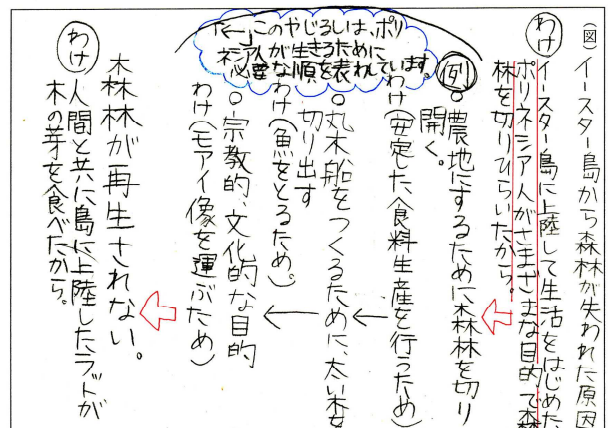 (図)イースター島から森林が失われた原因
わけ
イースター島に上陸して生活をはじめた
ポリネシア人がさまざまな目的で森
林を切りひらいたから。
例
○農地にするために森林を切り
開く。
わけ(安定した食料生産を行うため)
○丸木船をつくるために、太い木を
切り出す
わけ(魚をとるため。)
○宗教的、文化的な目的
わけ(モアイ像を運ぶため)
「←」このやじるしは、ポリ
ネシア人が生きるために
必要な順を表わしています。
森林が再生されない。
わけ
人間と共に島に上陸したラットが
木の芽を食べたから。